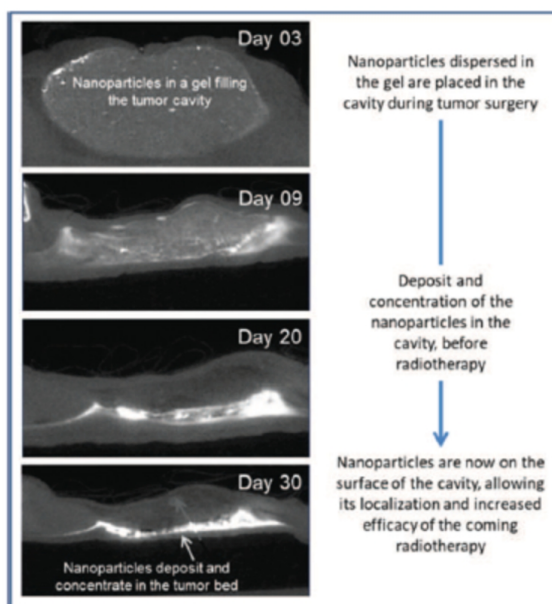 Day 03
Nanoparticles in a gel filling
the tumor cavity
Nanoparticles dispersed
in the gel are placed in the
cavity during tumor surgery
Day 09
Deposit and
concentration of the
nanoparticles in the
cavity, before
radiotherapy
Day 20
Nanoparticles are now on the
surface of the cavity, allowing
its localization and increased
efficacy of the coming
radiotherapy
Day 30
Nanoparticles deposit and
concentrate in the tumor bed